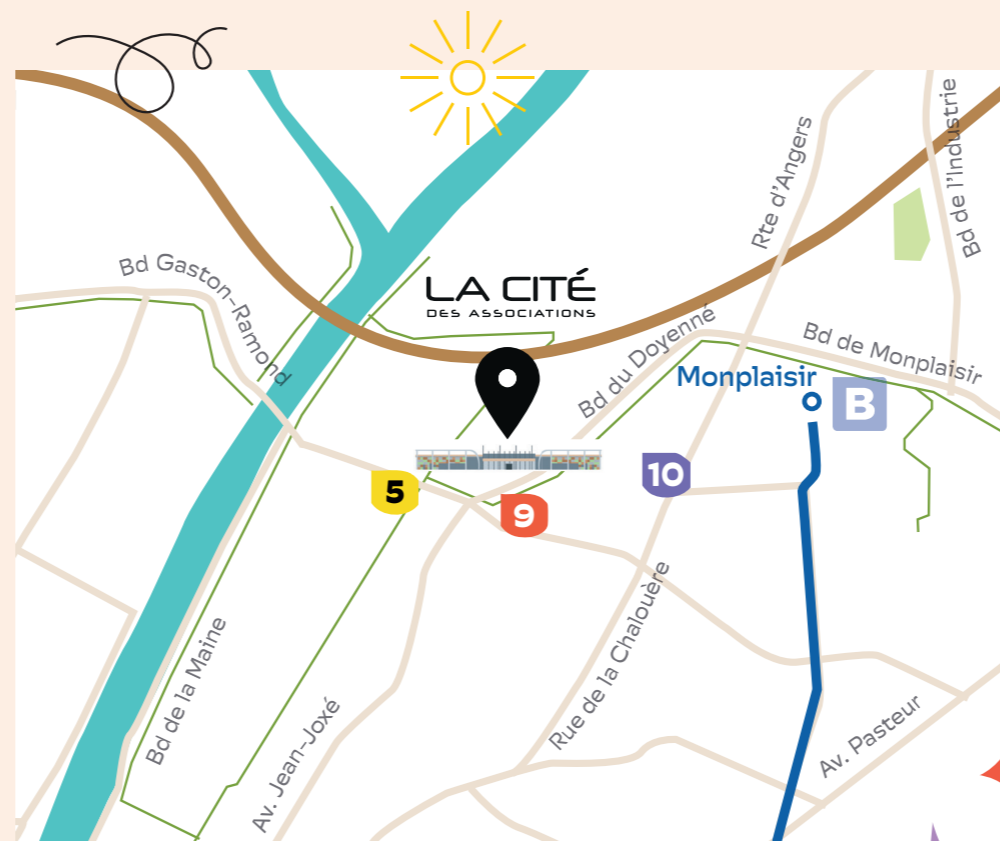 Rte d'Angers
Bd de l'Industrie
Bd Gaston-Ramond
LA CITÉ
DES ASSOCIATIONS
Bd du Doyenné
Bd de Monplaisir
Monplaisir
B
5
9
10
Bd de la Maine
Av. Jean-Joxé
Rue de la Chalouère
Av. Pasteur